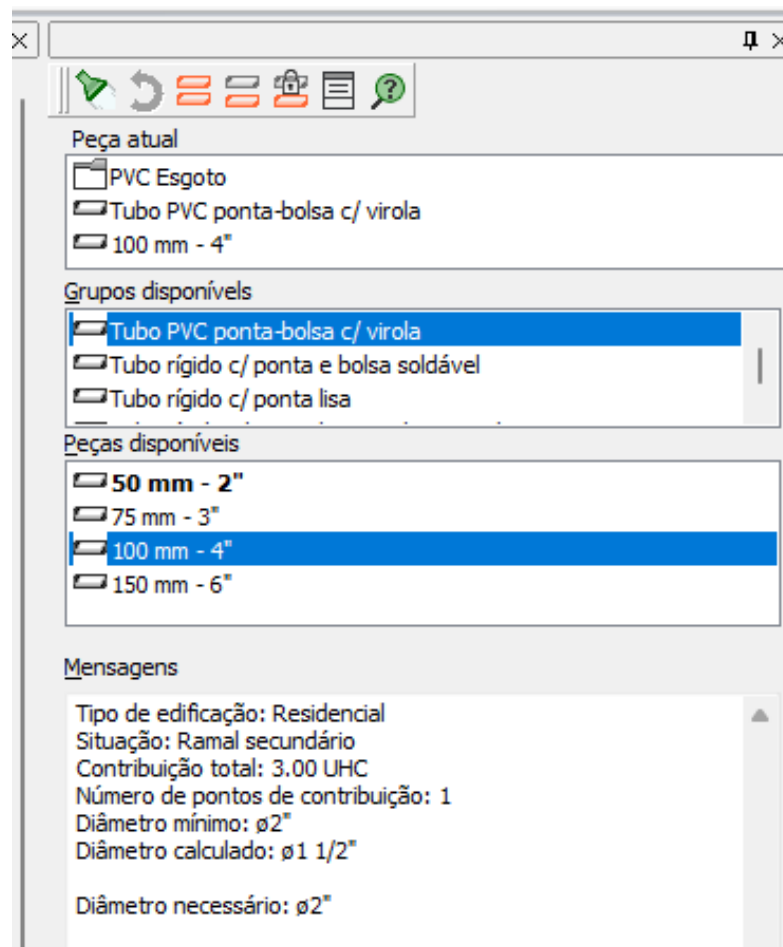 Peça atual
PVC Esgoto
Tubo PVC ponta-bolsa c/ virola
100 mm - 4"
Grupos disponívels
Tubo PVC ponta-bolsa c/ virola
Tubo rígido c/ ponta e bolsa soldável
Tubo rígido c/ ponta lisa
Peças disponíveis
50 mm - 2"
75 mm - 3"
100 mm - 4"
150 mm - 6"
Mensagens
Tipo de edificação: Residencial
Situação: Ramal secundário
Contribuição total: 3.00 UHC
Número de pontos de contribuição: 1
Diâmetro mínimo: ø2"
Diâmetro calculado: ø1 1/2"
Diâmetro necessário: ø2"